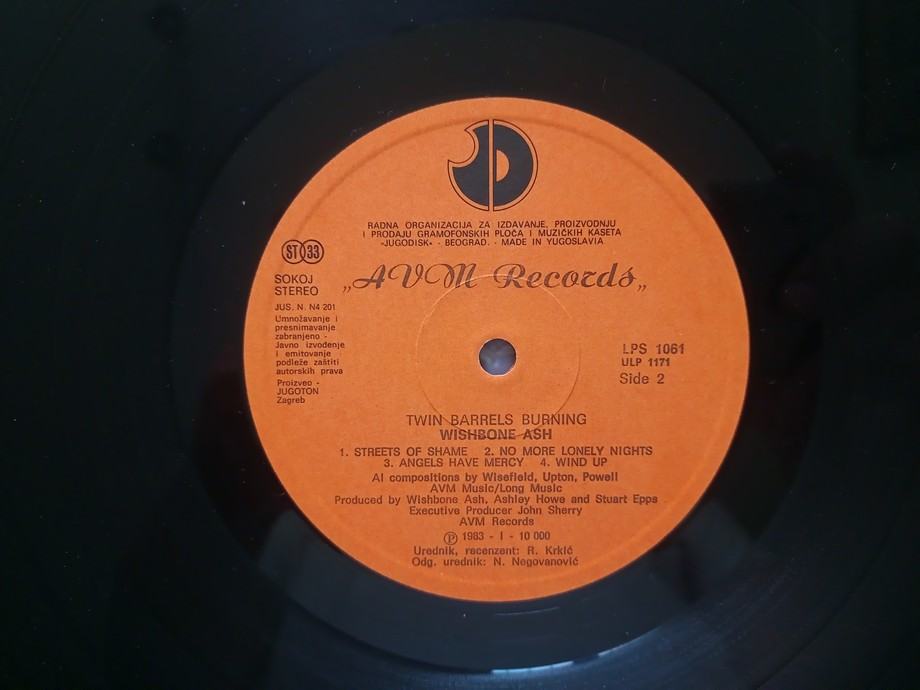 JD
RADNA ORGANIZACIJA ZA IZDAVANJE, PROIZVODNJU
I PRODAJU GRAMOFONSKIH PLOČA I MUZIČKIH KASETA
»JUGODISK« - BEOGRAD. - MADE IN YUGOSLAVIA
ST 33
SOKOJ
STEREO
„AVM Records„
JUS. N. N4 201
Umnožavanje i
presnimavanje
zabranjeno -
Javno izvođenje
i emitovanje
podleže zaštiti
autorskih prava
Proizveo -
JUGOTON
Zagreb
LPS 1061
ULP 1171
Side 2
TWIN BARRELS BURNING
WISHBONE ASH
1. STREETS OF SHAME 2. NO MORE LONELY NIGHTS
3. ANGELS HAVE MERCY 4. WIND UP
Al compositions by Wisefield, Upton, Powell
AVM Music/Long Music
Produced by Wishbone Ash, Ashley Howe and Stuart Epps
Executive Producer John Sherry
AVM Records
Ⓟ 1983 - I - 10 000
Urednik, recenzent: R. Krkić
Odg. urednik: N. Negovanović